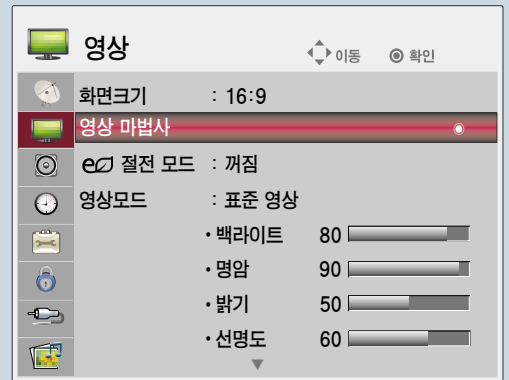 영상 이동 확인
화면크기 : 16:9
영상 마법사
e 절전 모드 : 꺼짐
영상모드 : 표준 영상
• 백라이트 80
• 명암 90
• 밝기 50
• 선명도 60